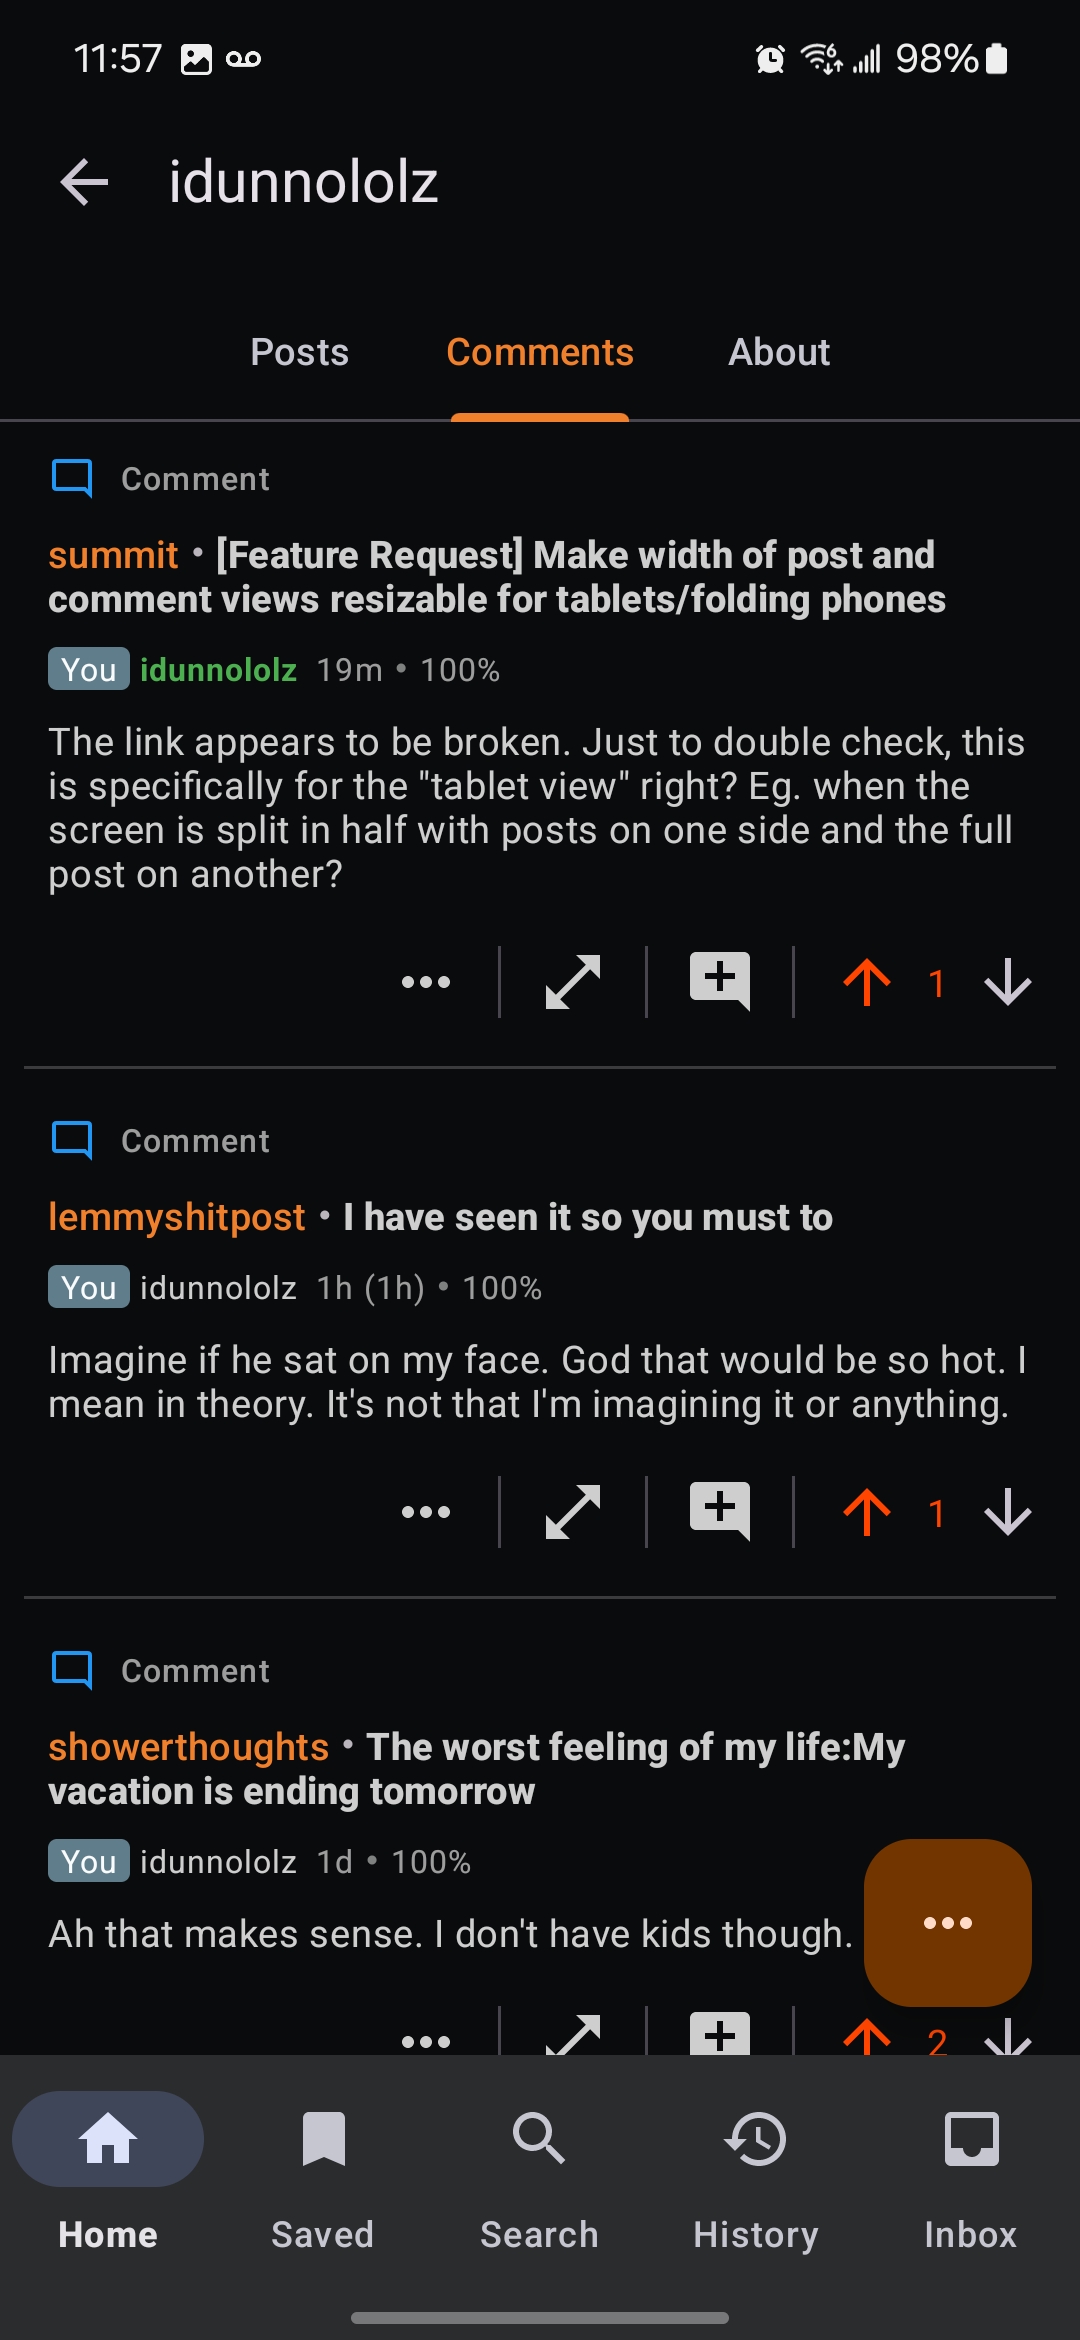 11:57 98%
idunnololz
Posts Comments About
Comment
summit • [Feature Request] Make width of post and
comment views resizable for tablets/folding phones
You idunnololz 19m • 100%
The link appears to be broken. Just to double check, this
is specifically for the "tablet view" right? Eg. when the
screen is split in half with posts on one side and the full
post on another?
1
Comment
lemmyshitpost • I have seen it so you must to
You idunnololz 1h (1h) • 100%
Imagine if he sat on my face. God that would be so hot. I
mean in theory. It's not that I'm imagining it or anything.
1
Comment
showerthoughts • The worst feeling of my life:My
vacation is ending tomorrow
You idunnololz 1d • 100%
Ah that makes sense. I don't have kids though.
2
Home Saved Search History Inbox